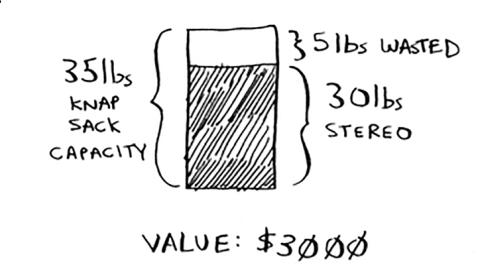 35lbs
KNAP
SACK
CAPACITY
5lbs WASTED
30lbs
STEREO
VALUE: $3000